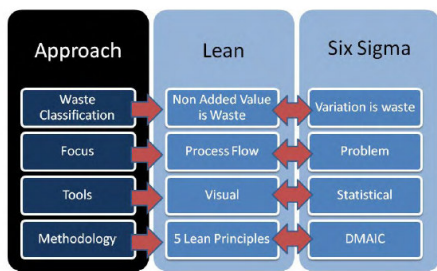 Approach
Lean
Six Sigma
Waste
Classification
Non Added Value
is Waste
Variation is waste
Focus
Process Flow
Problem
Tools
Visual
Statistical
Methodology
5 Lean Principles
DMAIC